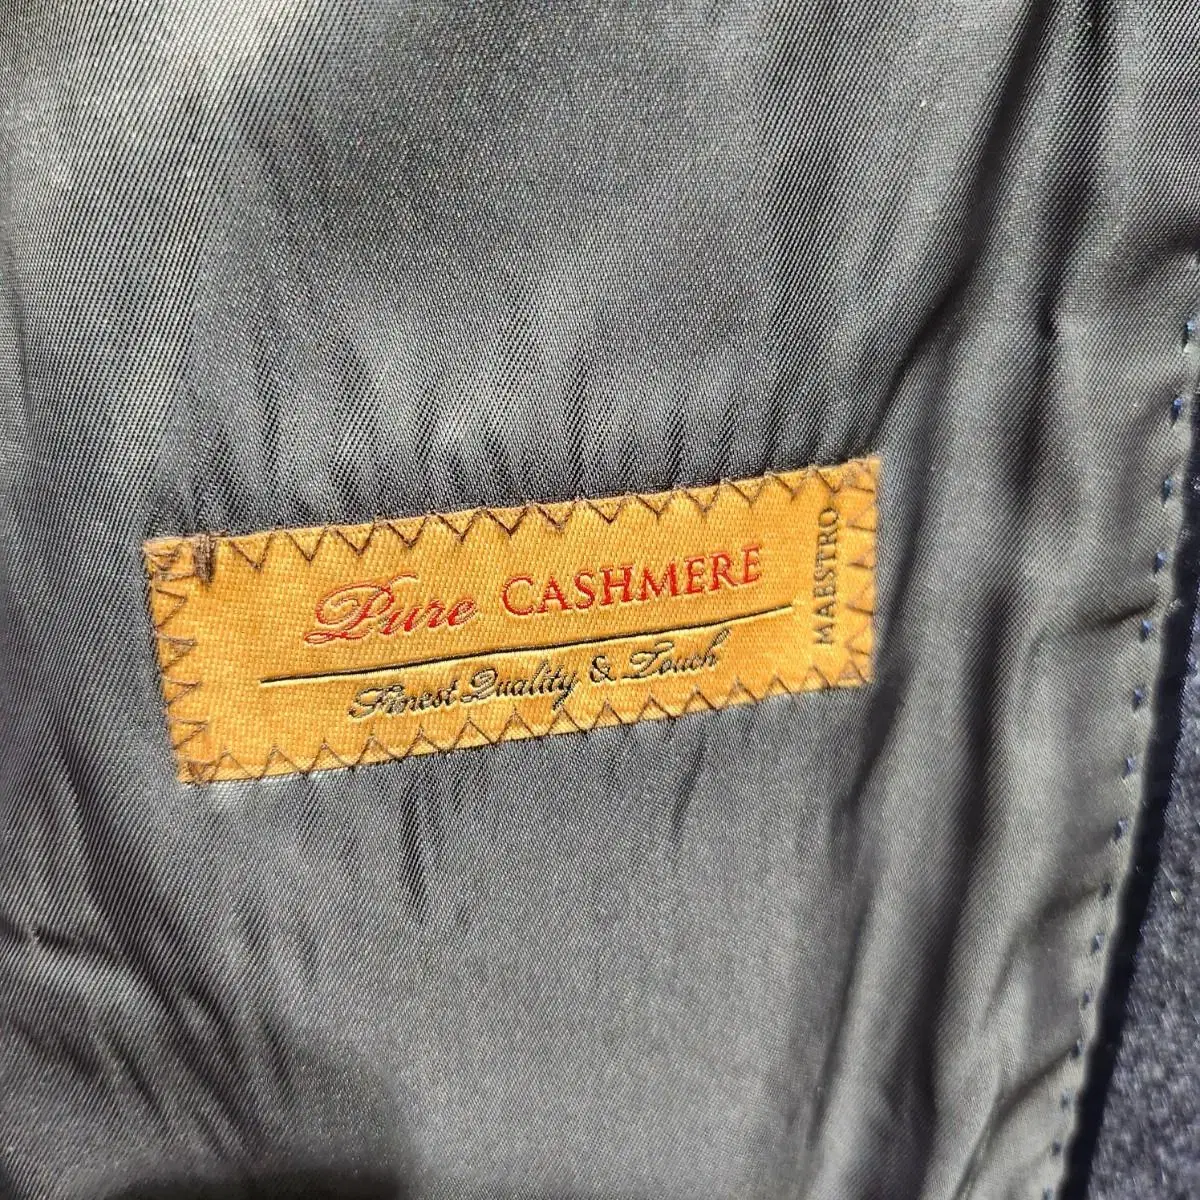 Pure CASHMERE
Finest Quality & Touch
MAESTRO